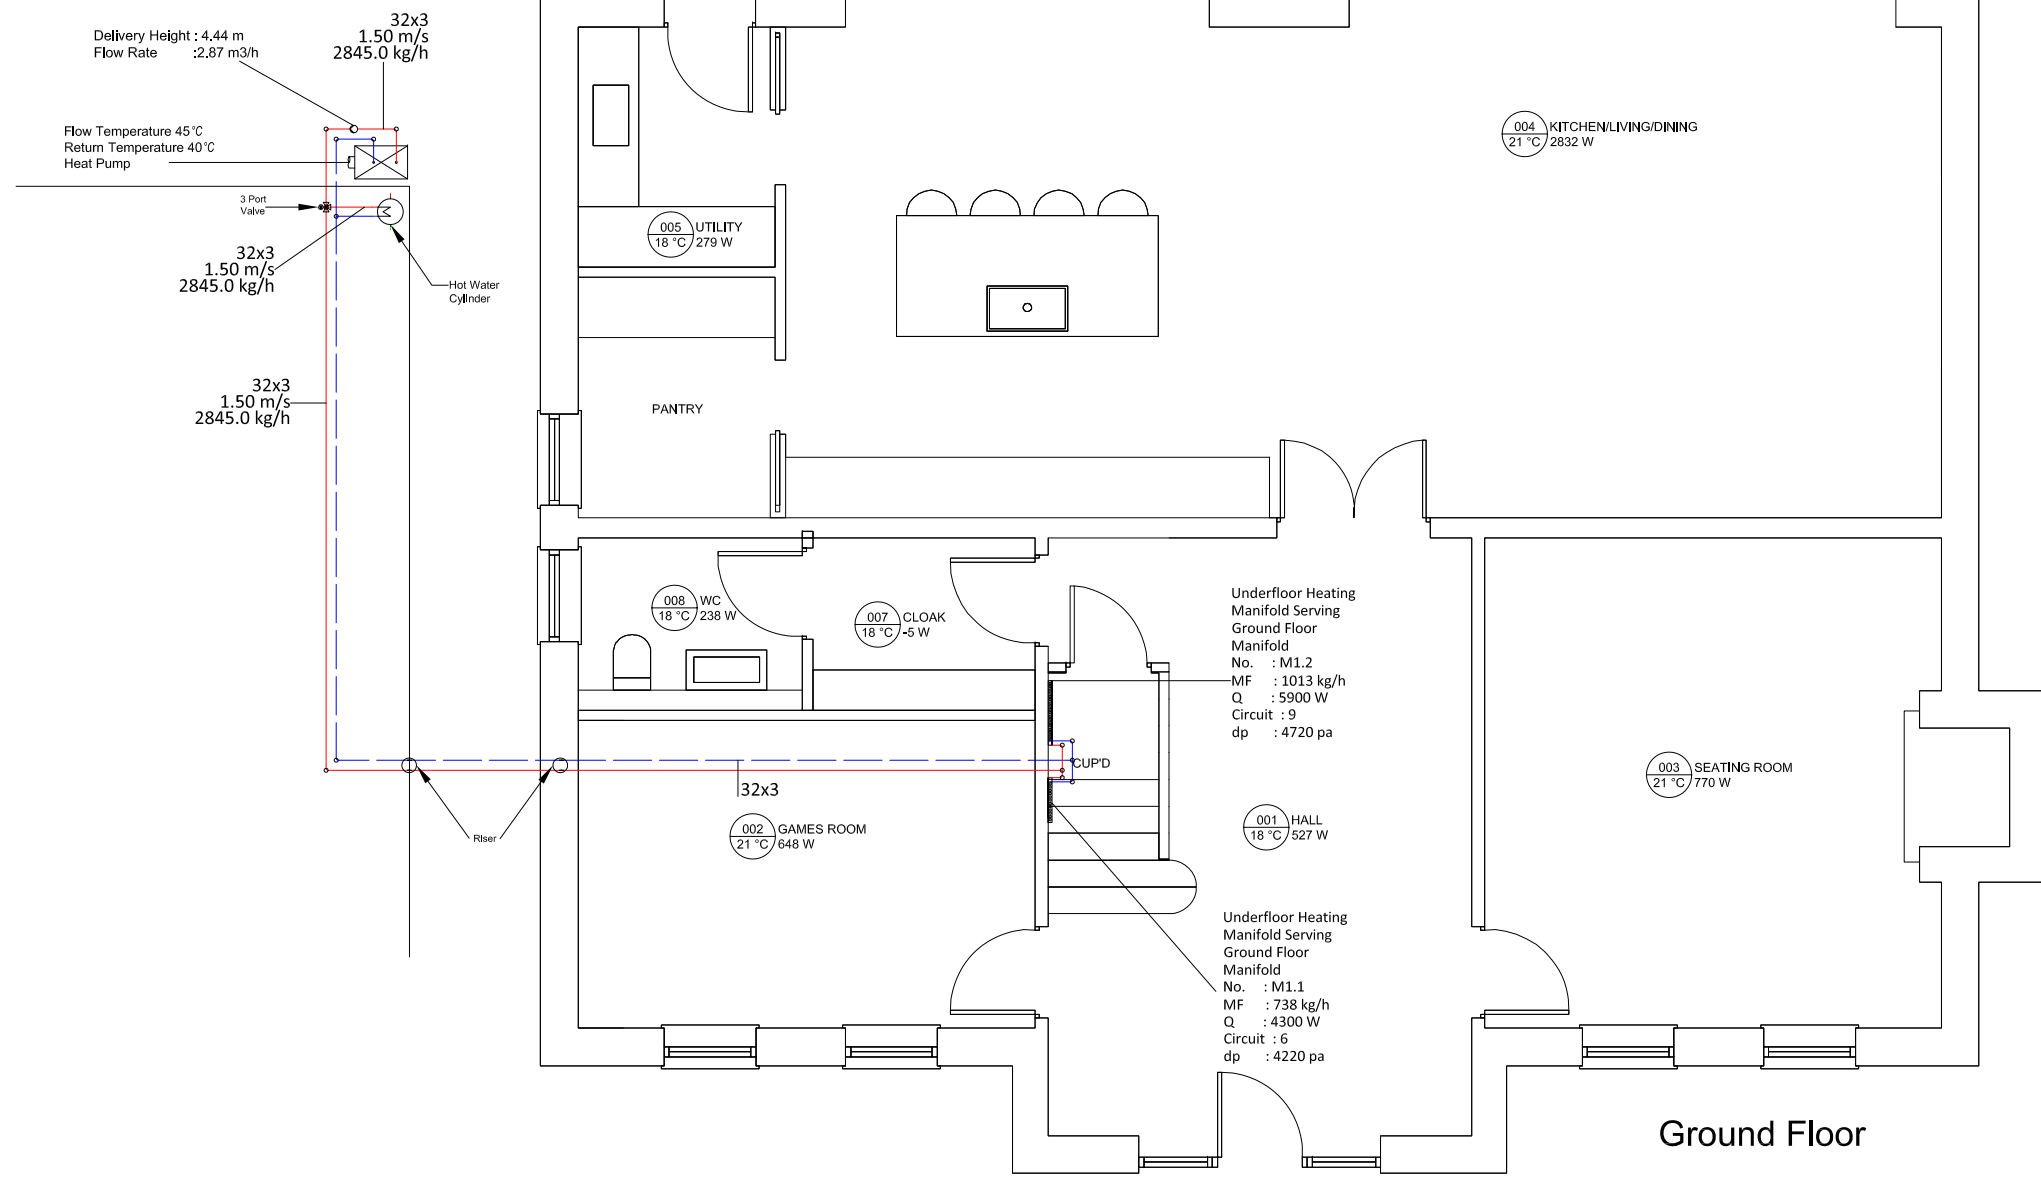 Delivery Height : 4.44 m
Flow Rate :2.87 m3/h
32x3
1.50 m/s
2845.0 kg/h
Flow Temperature 45℃
Return Temperature 40℃
Heat Pump
3 Port
Valve
32x3
1.50 m/s
2845.0 kg/h
Hot Water
Cylinder
32x3
1.50 m/s
2845.0 kg/h
004 KITCHEN/LIVING/DINING
21 °C 2832 W
005 UTILITY
18 °C 279 W
PANTRY
008 WC
18 °C 238 W
007 CLOAK
18 °C -5 W
Underfloor Heating
Manifold Serving
Ground Floor
Manifold
No. : M1.2
MF : 1013 kg/h
Q : 5900 W
Circuit : 9
dp : 4720 pa
CUP'D
32x3
Riser
002 GAMES ROOM
21 °C 648 W
003 SEATING ROOM
21 °C 770 W
001 HALL
18 °C 527 W
Underfloor Heating
Manifold Serving
Ground Floor
Manifold
No. : M1.1
MF : 738 kg/h
Q : 4300 W
Circuit : 6
dp : 4220 pa
Ground Floor